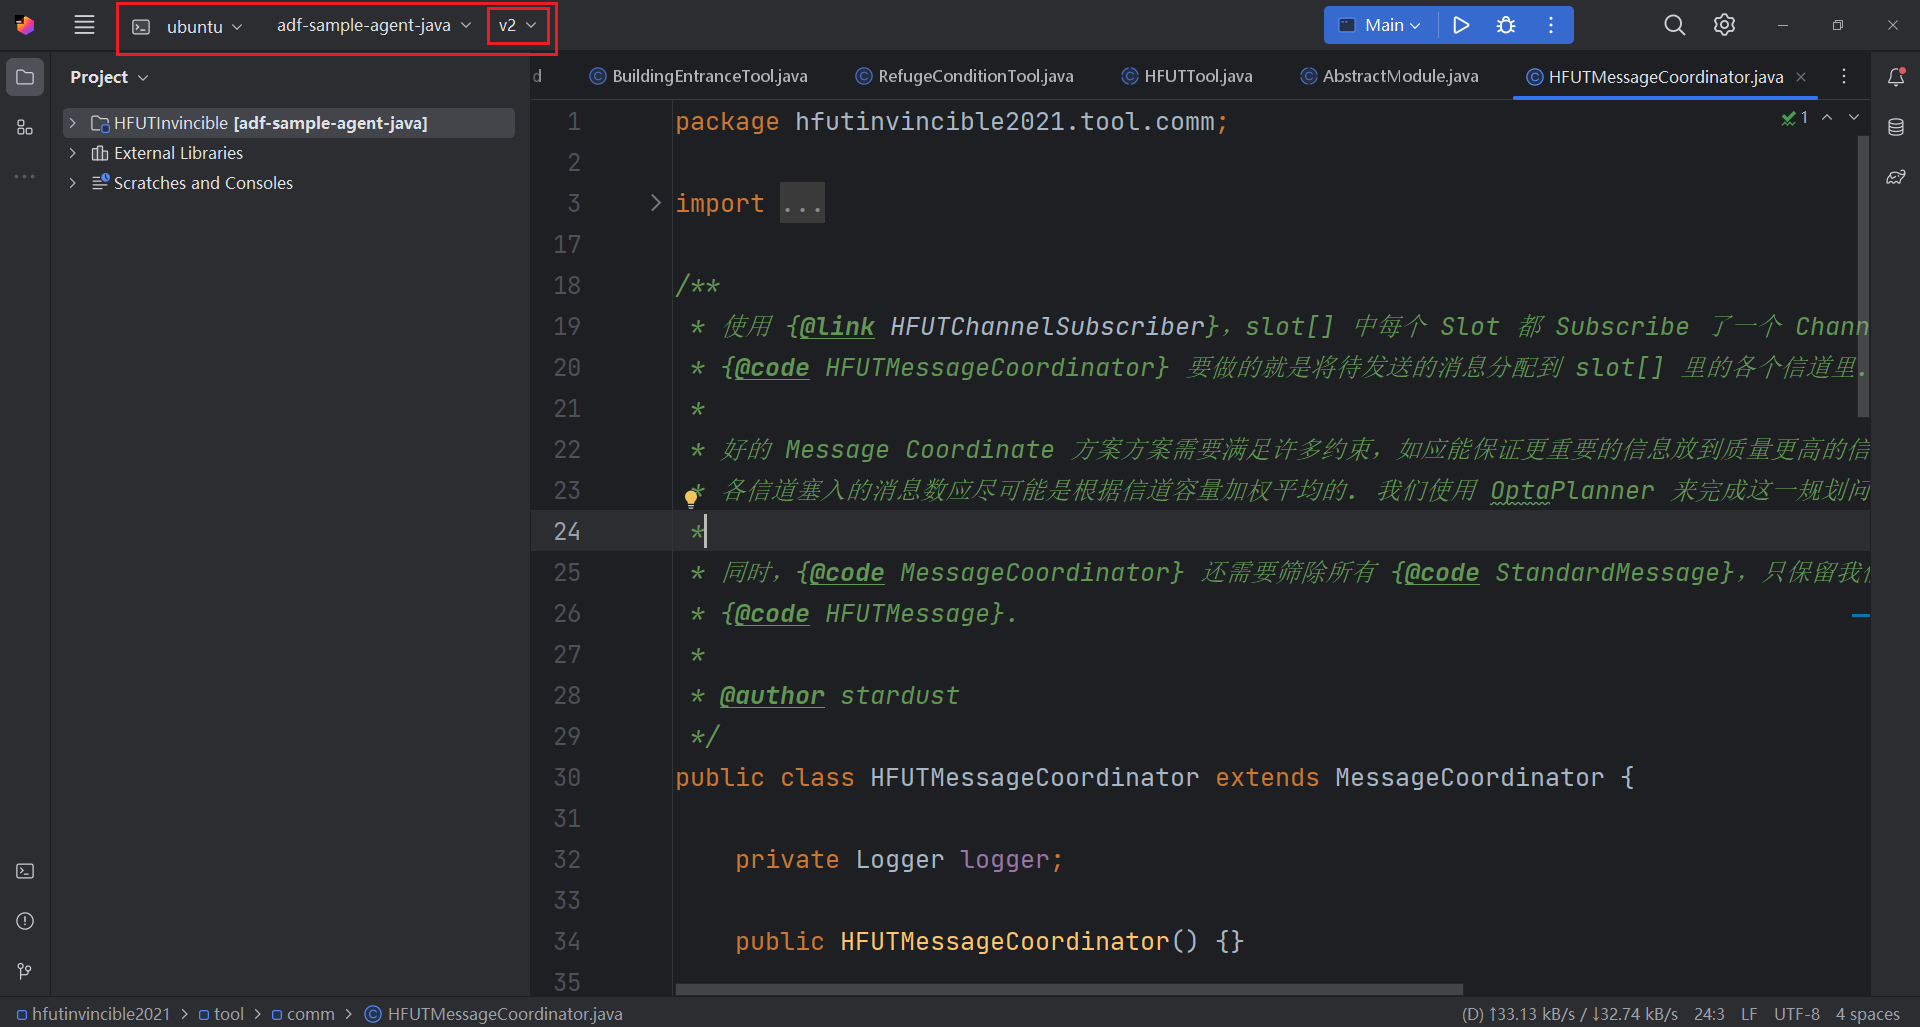 ubuntu adf-sample-agent-java v2 Main
Project
d BuildingEntranceTool.java RefugeConditionTool.java HFUTTool.java AbstractModule.java HFUTMessageCoordinator.java
HFUTInvincible [adf-sample-agent-java]
External Libraries
Scratches and Consoles
1 package hfutinvincible2021.tool.comm; 1
2
3 import ...
17
18 /**
19 * 使用 {@link HFUTChannelSubscriber}，slot[] 中每个 Slot 都 Subscribe 了一个 Chann
20 * {@code HFUTMessageCoordinator} 要做的就是将待发送的消息分配到 slot[] 里的各个信道里.
21 *
22 * 好的 Message Coordinate 方案方案需要满足许多约束，如应能保证更重要的信息放到质量更高的信
23 * 各信道塞入的消息数应尽可能是根据信道容量加权平均的. 我们使用 OptaPlanner 来完成这一规划问
24 *
25 * 同时，{@code MessageCoordinator} 还需要筛除所有 {@code StandardMessage}，只保留我
26 * {@code HFUTMessage}.
27 *
28 * @author stardust
29 */
30 public class HFUTMessageCoordinator extends MessageCoordinator {
31
32 private Logger logger;
33
34 public HFUTMessageCoordinator() {}
35
hfutinvincible2021 > tool > comm > HFUTMessageCoordinator.java (D) ↑33.13 kB/s / ↓32.74 kB/s 24:3 LF UTF-8 4 spaces